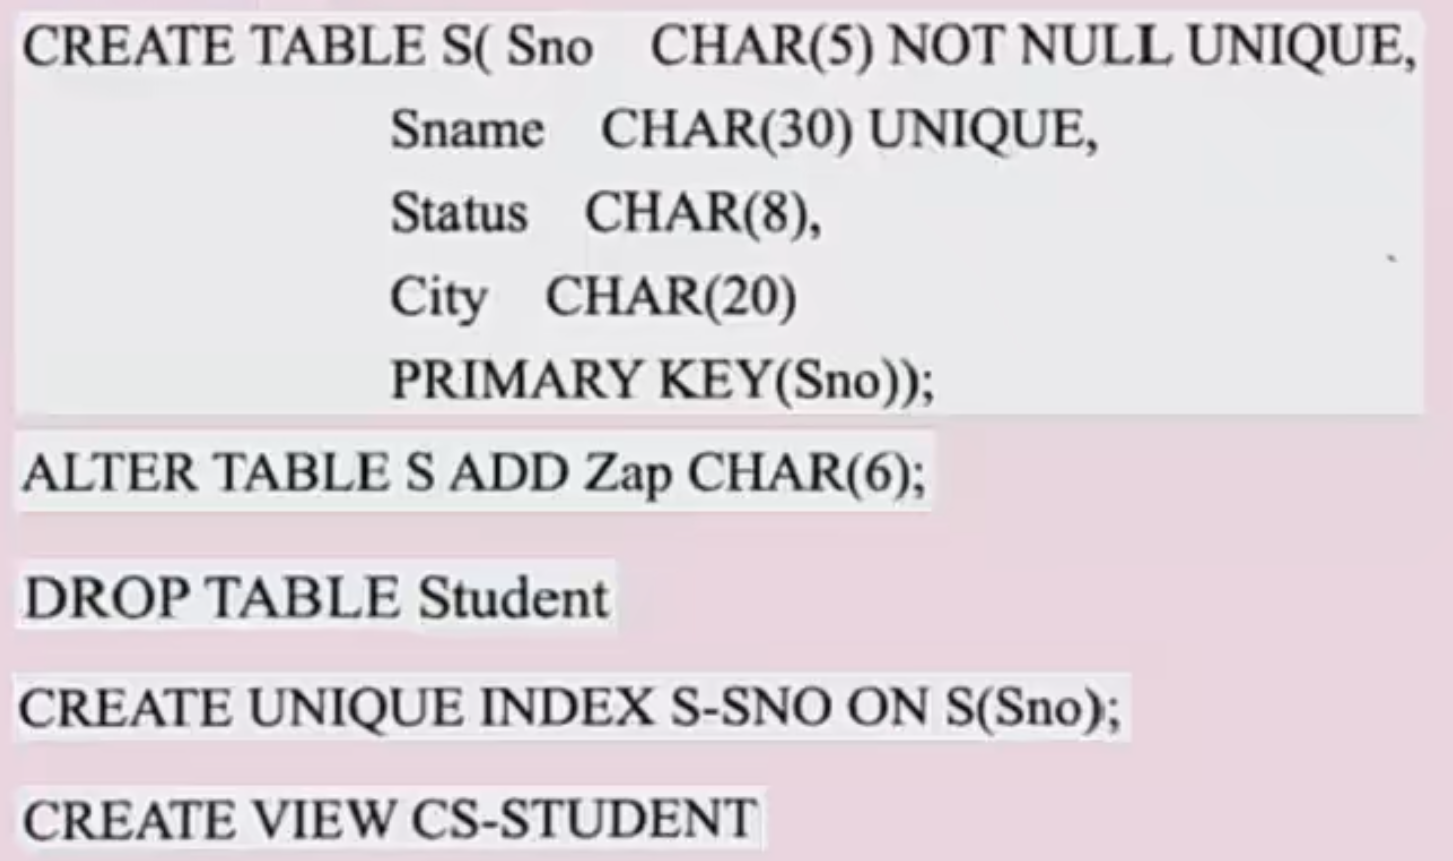 CREATE TABLE S( Sno CHAR(5) NOT NULL UNIQUE,
Sname CHAR(30) UNIQUE,
Status CHAR(8),
City CHAR(20)
PRIMARY KEY(Sno));
ALTER TABLE S ADD Zap CHAR(6);
DROP TABLE Student
CREATE UNIQUE INDEX S-SNO ON S(Sno);
CREATE VIEW CS-STUDENT